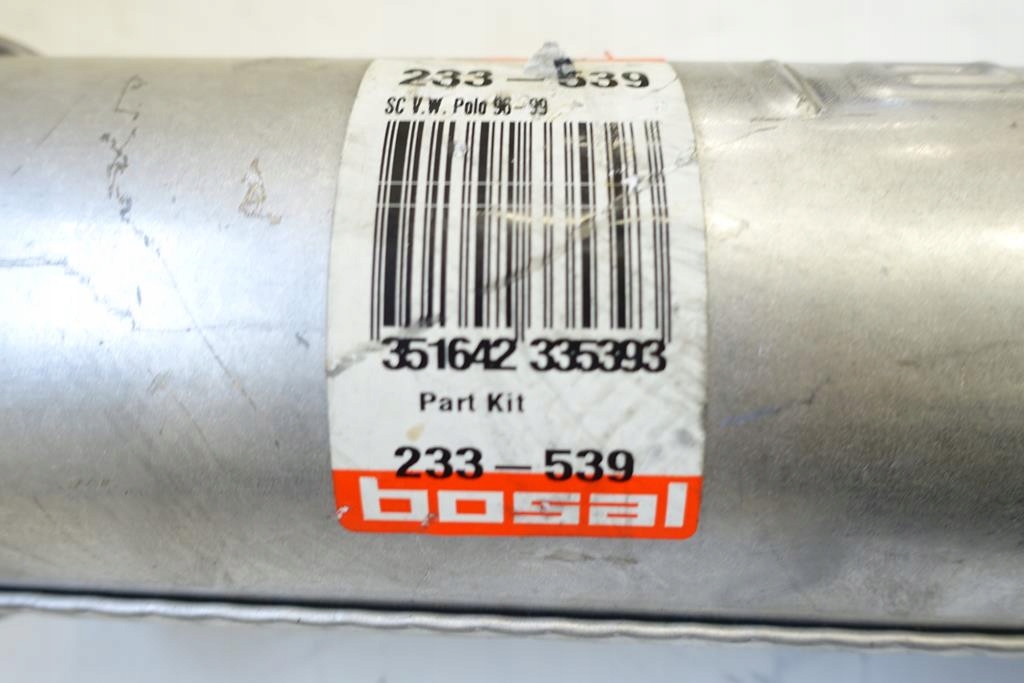 233-539
SC V.W. Polo 96-99
351642 335393
Part Kit
233-539
bosal